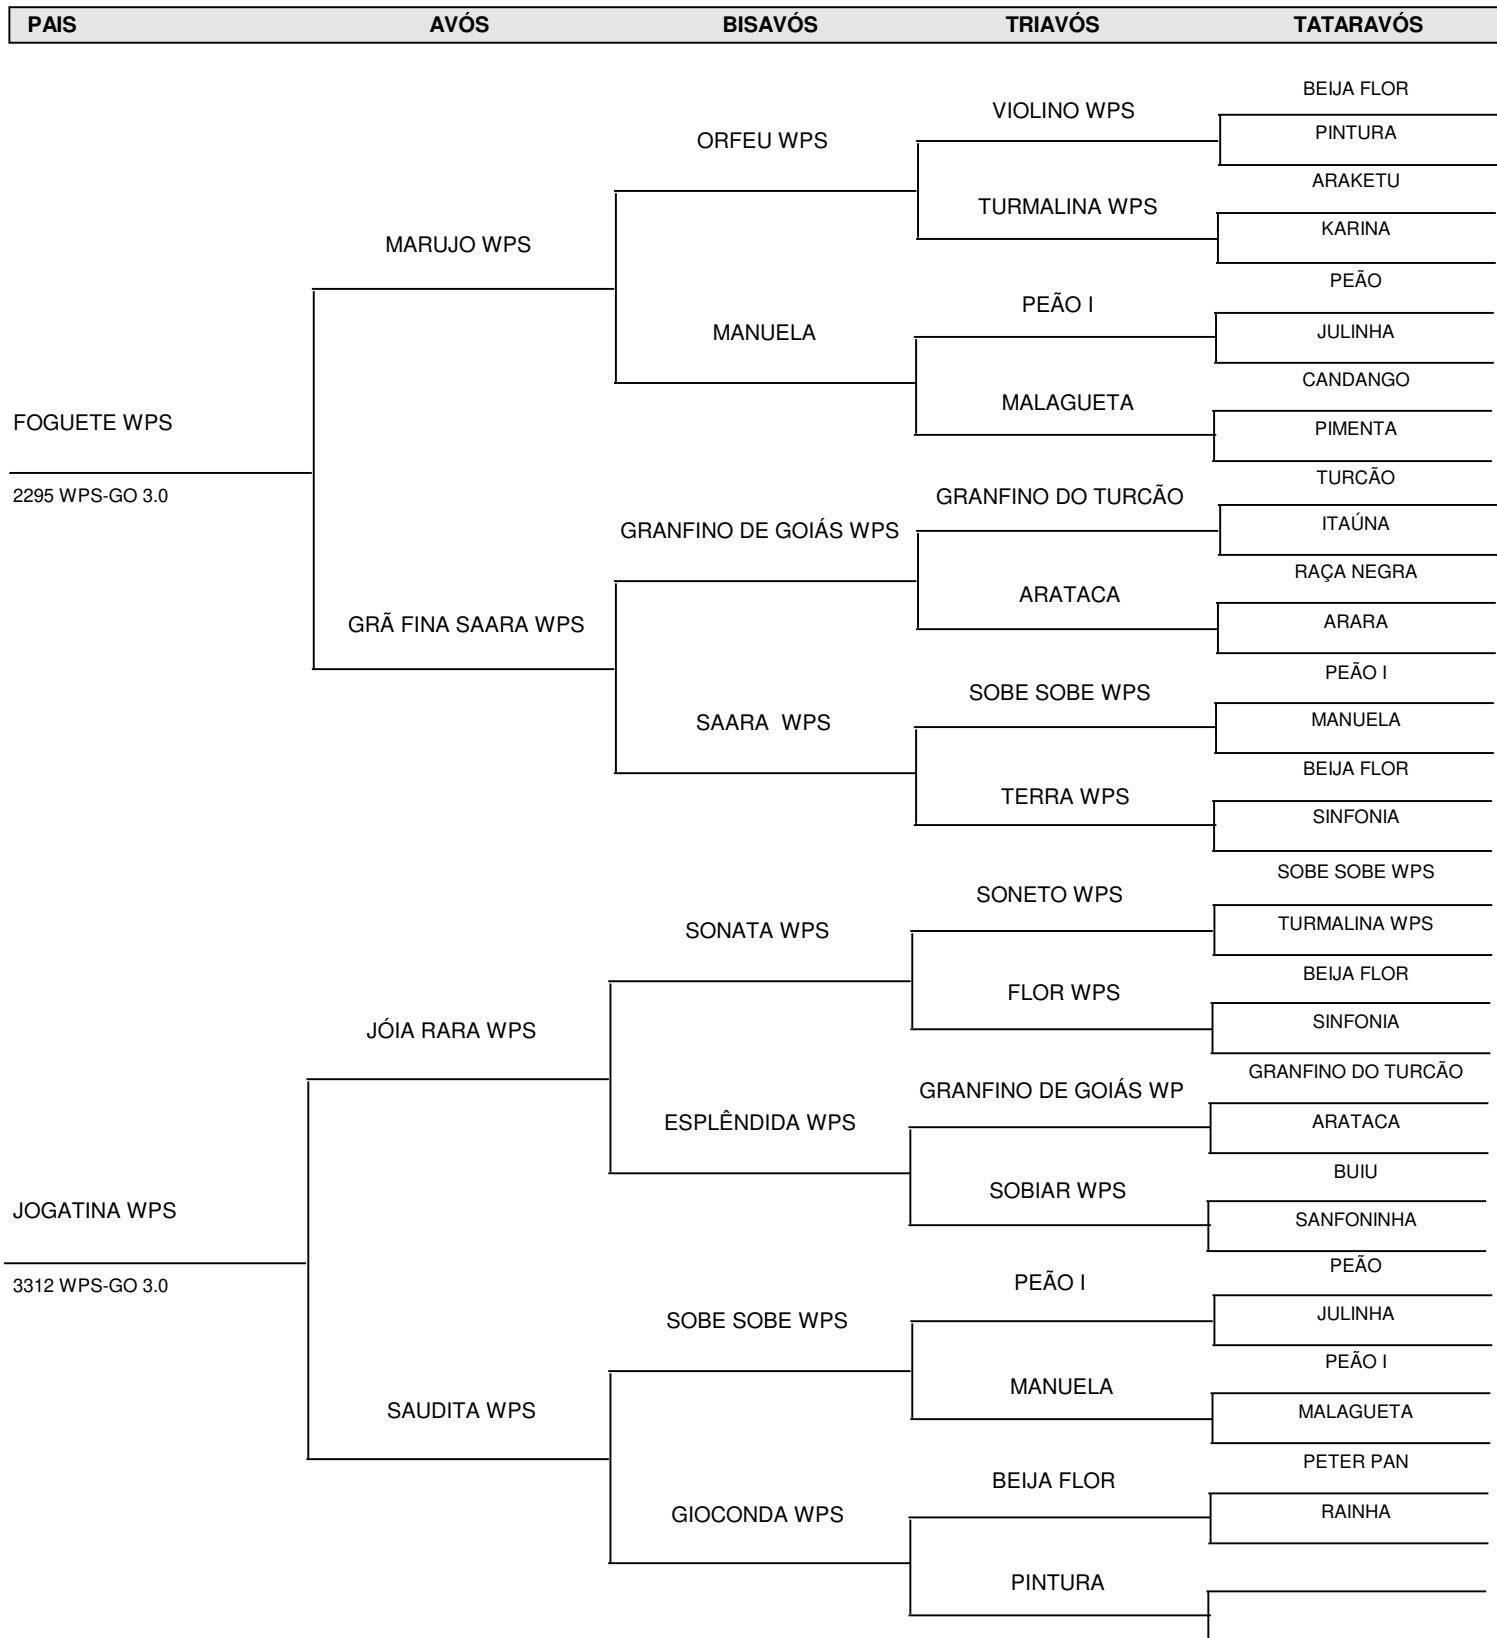 PAIS AVÓS BISAVÓS TRIAVÓS TATARAVÓS
BEIJA FLOR
VIOLINO WPS
PINTURA
ORFEU WPS
ARAKETU
TURMALINA WPS
KARINA
MARUJO WPS
PEÃO
PEÃO I
JULINHA
MANUELA
CANDANGO
MALAGUETA
PIMENTA
FOGUETE WPS
2295 WPS-GO 3.0
TURCÃO
GRANFINO DO TURCÃO
ITAÚNA
GRANFINO DE GOIÁS WPS
RAÇA NEGRA
ARATACA
ARARA
GRÃ FINA SAARA WPS
PEÃO I
SOBE SOBE WPS
MANUELA
SAARA  WPS
BEIJA FLOR
TERRA WPS
SINFONIA
SOBE SOBE WPS
SONETO WPS
TURMALINA WPS
SONATA WPS
BEIJA FLOR
FLOR WPS
SINFONIA
JÓIA RARA WPS
GRANFINO DO TURCÃO
GRANFINO DE GOIÁS WP
ARATACA
ESPLÊNDIDA WPS
BUIU
SOBIAR WPS
SANFONINHA
JOGATINA WPS
3312 WPS-GO 3.0
PEÃO
PEÃO I
JULINHA
SOBE SOBE WPS
PEÃO I
MANUELA
MALAGUETA
SAUDITA WPS
PETER PAN
BEIJA FLOR
RAINHA
GIOCONDA WPS
PINTURA